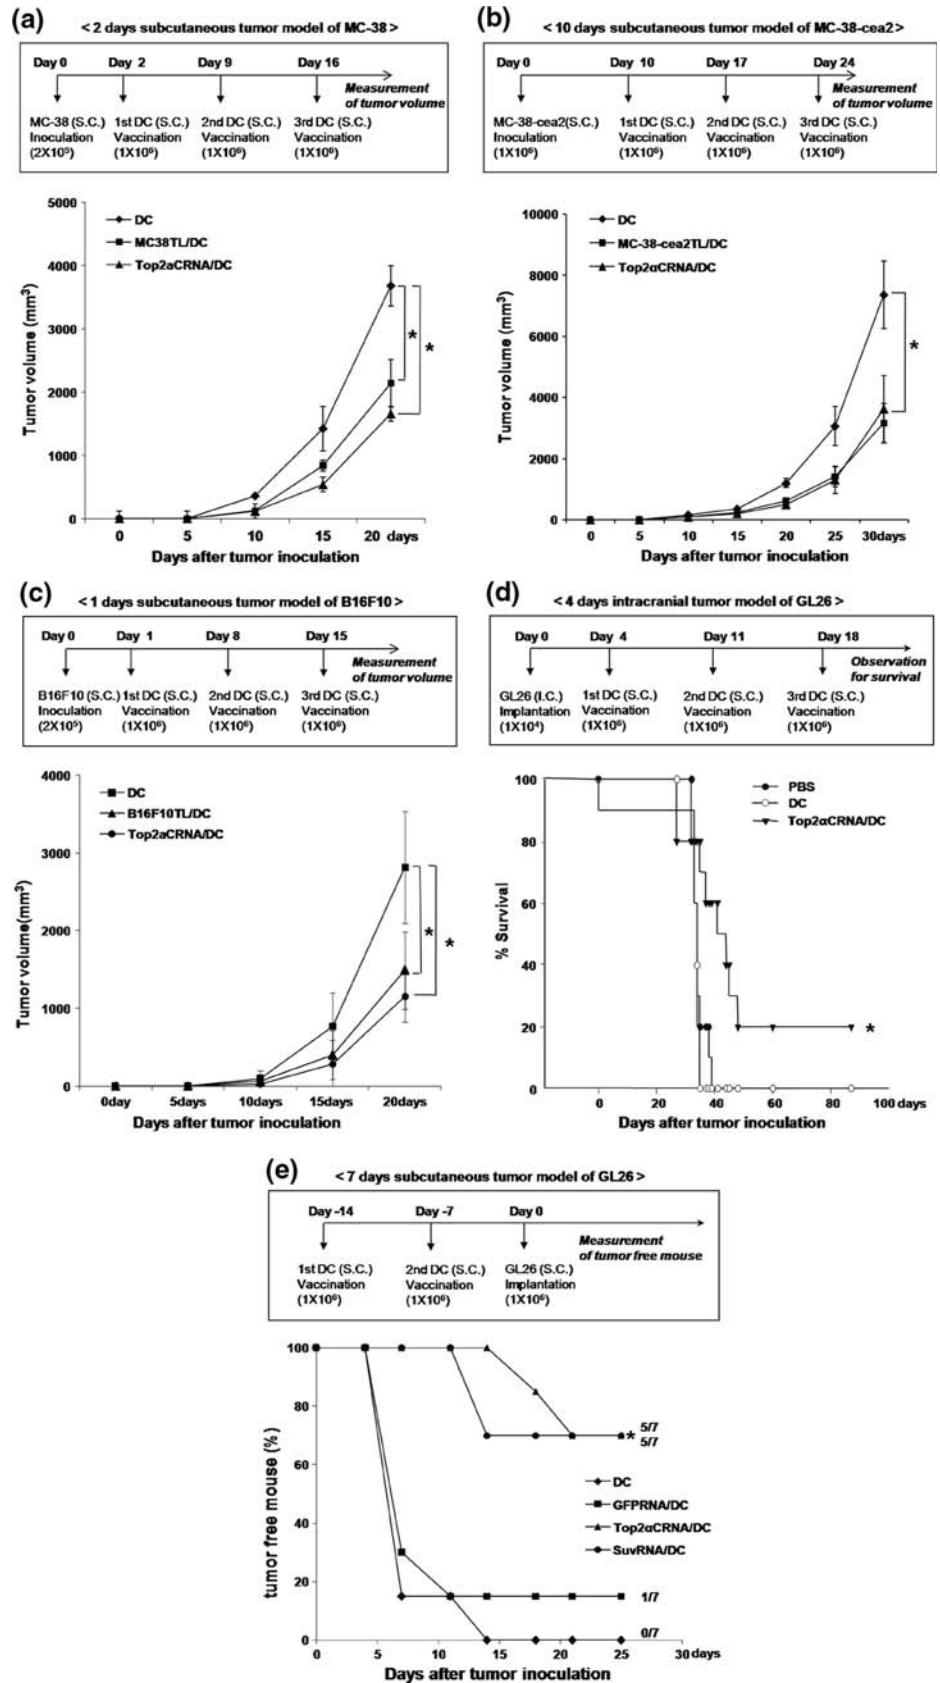 (a)
< 2 days subcutaneous tumor model of MC-38 >
Day 0 Day 2 Day 9 Day 16
Measurement
of tumor volume
MC-38 (S.C.) 1st DC (S.C.) 2nd DC (S.C.) 3rd DC (S.C.)
Inoculation Vaccination Vaccination Vaccination
(2X10⁵) (1X10⁶) (1X10⁶) (1X10⁶)
5000
4000
3000
2000
1000
0
Tumor volume (mm³)
DC
MC38TL/DC
Top2aCRNA/DC
*
*
0 5 10 15 20 days
Days after tumor inoculation
(b)
< 10 days subcutaneous tumor model of MC-38-cea2 >
Day 0 Day 10 Day 17 Day 24
Measurement
of tumor volume
MC-38-cea2(S.C.) 1st DC (S.C.) 2nd DC (S.C.) 3rd DC (S.C.)
Inoculation Vaccination Vaccination Vaccination
(1X10⁶) (1X10⁶) (1X10⁶) (1X10⁶)
10000
8000
6000
4000
2000
0
Tumor volume (mm³)
DC
MC-38-cea2TL/DC
Top2αCRNA/DC
*
0 5 10 15 20 25 30days
Days after tumor inoculation
(c)
< 1 days subcutaneous tumor model of B16F10 >
Day 0 Day 1 Day 8 Day 15
Measurement
of tumor volume
B16F10 (S.C.) 1st DC (S.C.) 2nd DC (S.C.) 3rd DC (S.C.)
Inoculation Vaccination Vaccination Vaccination
(2X10⁵) (1X10⁶) (1X10⁶) (1X10⁶)
4000
3000
2000
1000
0
Tumor volume(mm³)
DC
B16F10TL/DC
Top2aCRNA/DC
*
*
0day 5days 10days 15days 20days
Days after tumor inoculation
(d)
< 4 days intracranial tumor model of GL26 >
Day 0 Day 4 Day 11 Day 18
Observation
for survival
GL26 (I.C.) 1st DC (S.C.) 2nd DC (S.C.) 3rd DC (S.C.)
Implantation Vaccination Vaccination Vaccination
(1X10⁴) (1X10⁶) (1X10⁶) (1X10⁶)
100
80
60
40
20
0
% Survival
PBS
DC
Top2αCRNA/DC
*
0 20 40 60 80 100 days
Days after tumor inoculation
(e)
< 7 days subcutaneous tumor model of GL26 >
Day -14 Day -7 Day 0
Measurement
of tumor free mouse
1st DC (S.C.) 2nd DC (S.C.) GL26 (S.C.)
Vaccination Vaccination Implantation
(1X10⁶) (1X10⁶) (1X10⁶)
100
80
60
40
20
0
tumor free mouse (%)
5/7
*
5/7
DC
GFPRNA/DC
Top2αCRNA/DC
SuvRNA/DC
1/7
0/7
0 5 10 15 20 25 30 days
Days after tumor inoculation